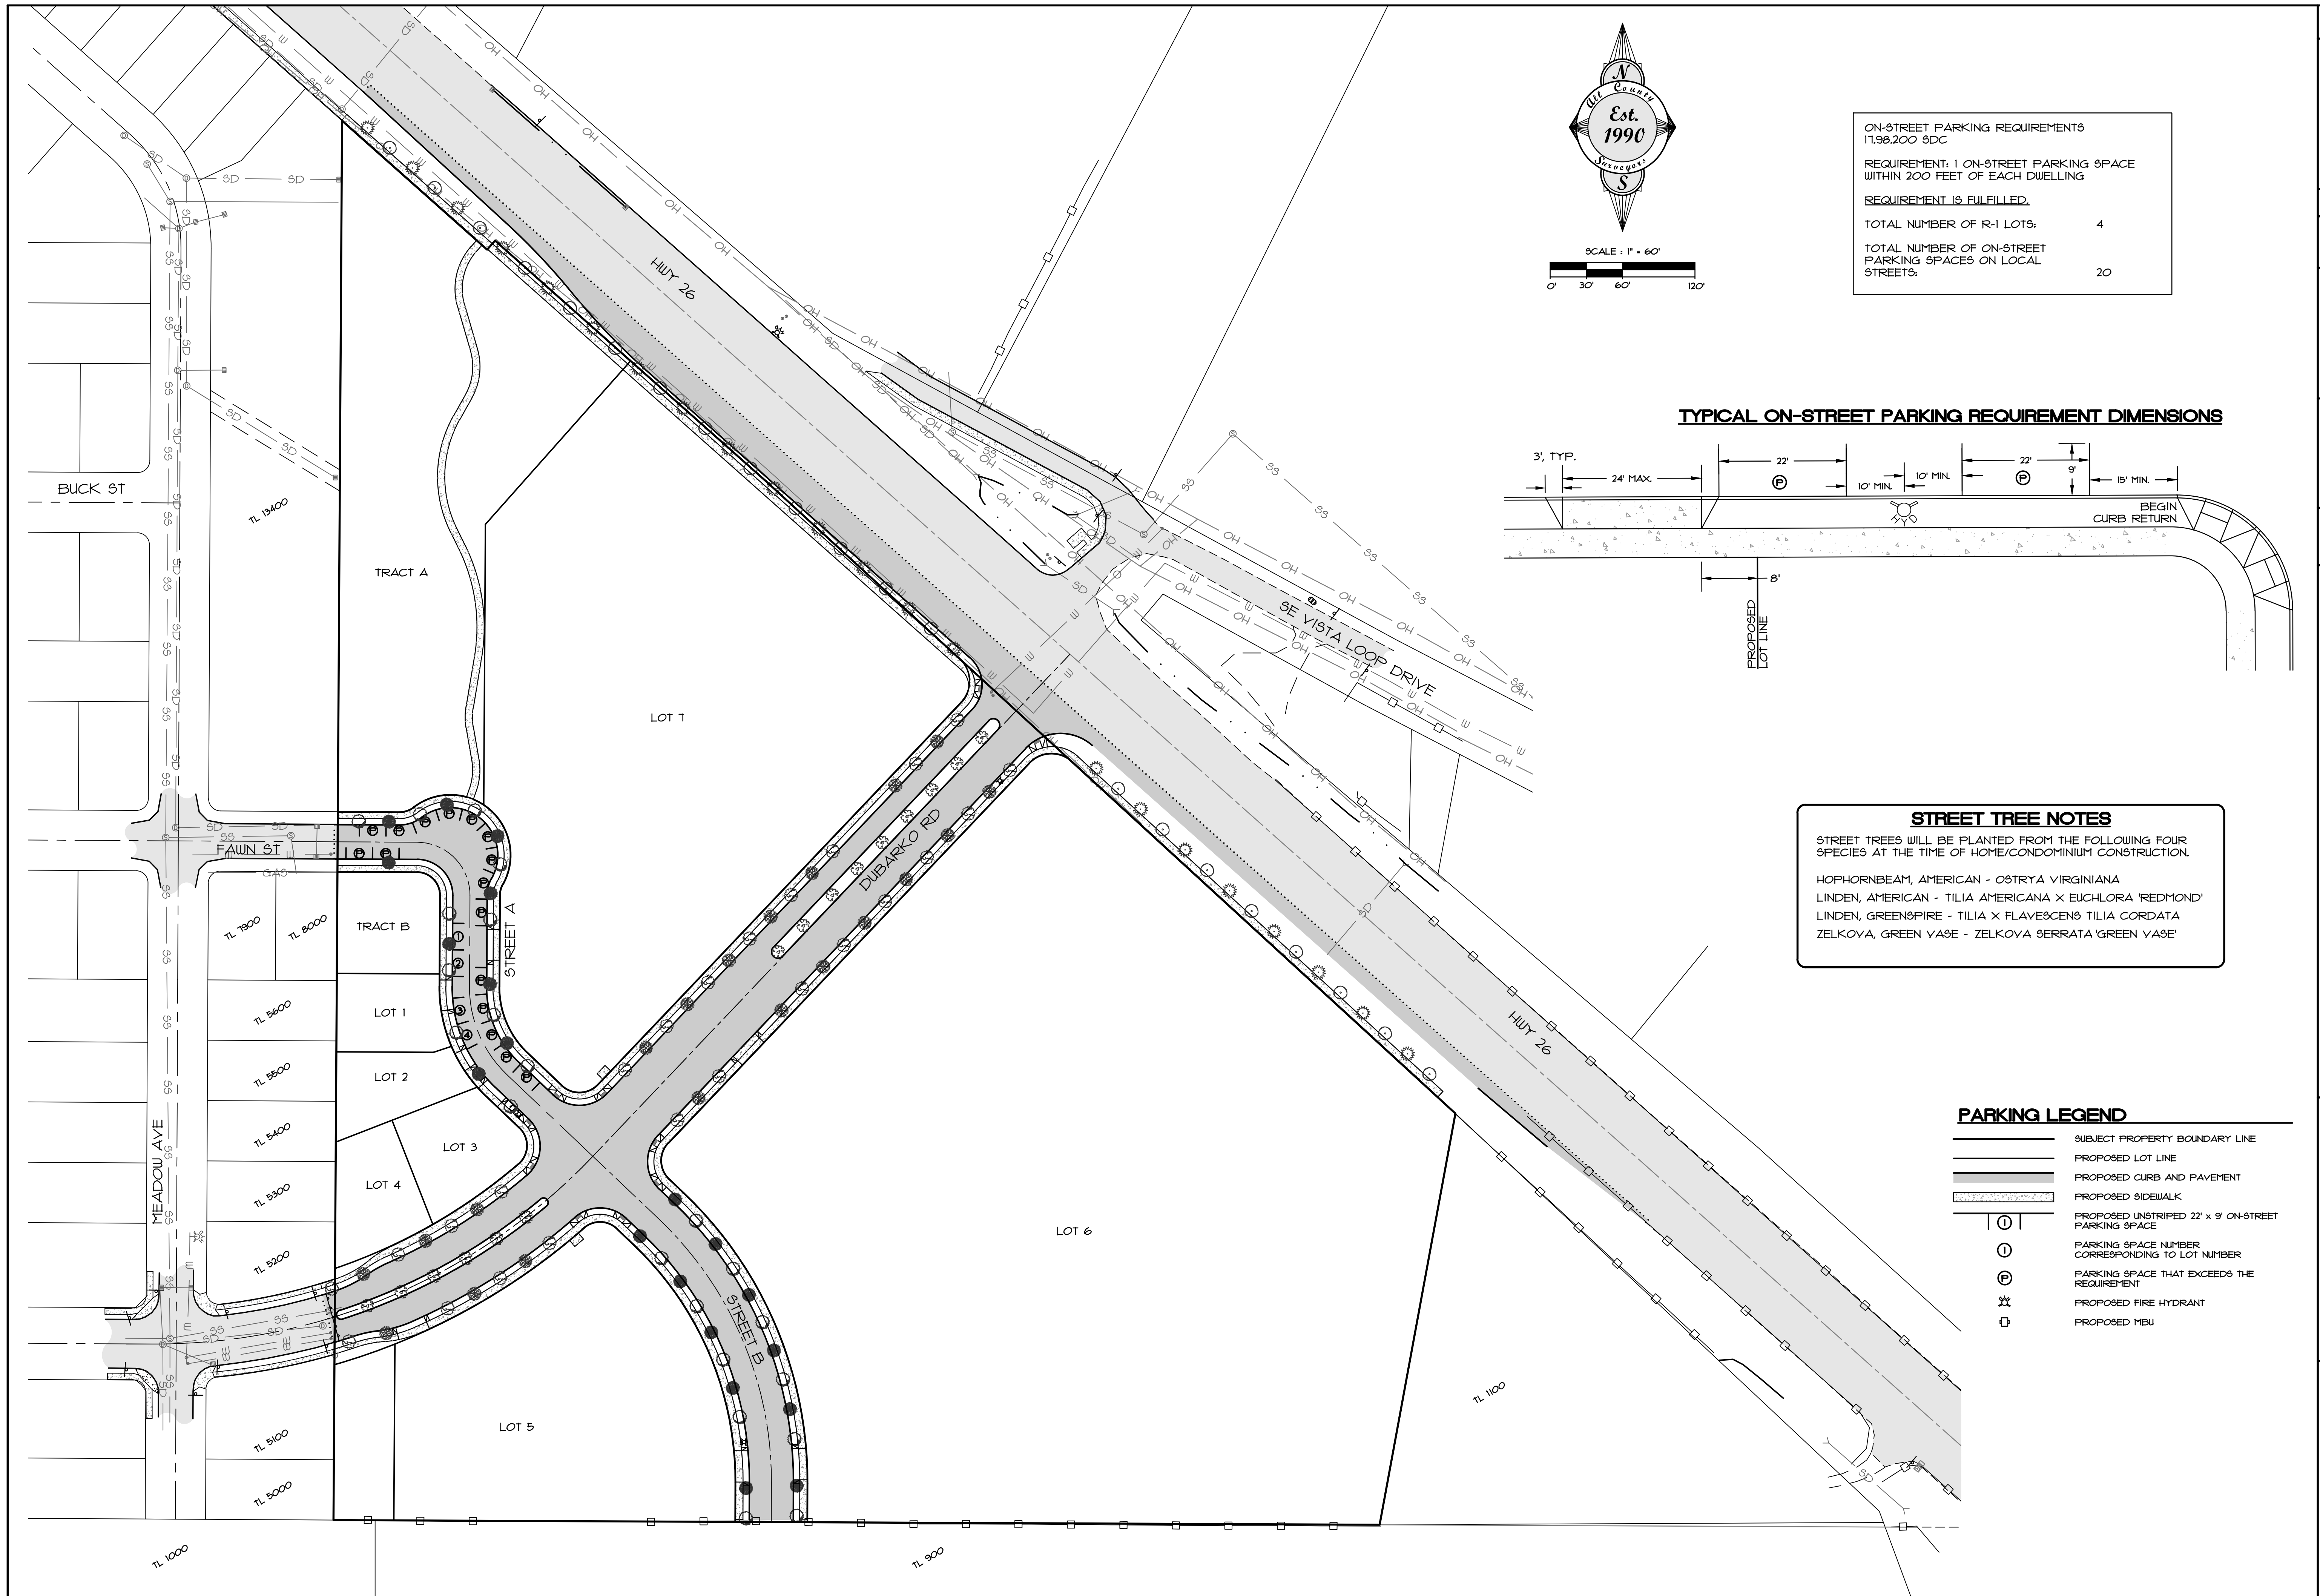 N
All County
Est.
1990
Surveyors
S
SCALE : 1" = 60'
0' 30' 60' 120'
ON-STREET PARKING REQUIREMENTS
17.98.200 SDC
REQUIREMENT: 1 ON-STREET PARKING SPACE
WITHIN 200 FEET OF EACH DWELLING
REQUIREMENT IS FULFILLED.
TOTAL NUMBER OF R-1 LOTS: 4
TOTAL NUMBER OF ON-STREET
PARKING SPACES ON LOCAL
STREETS: 20
TYPICAL ON-STREET PARKING REQUIREMENT DIMENSIONS
3', TYP.
24' MAX.
22'
P
10' MIN.
10' MIN.
22'
P
9'
15' MIN.
BEGIN
CURB RETURN
8'
PROPOSED
LOT LINE
STREET TREE NOTES
STREET TREES WILL BE PLANTED FROM THE FOLLOWING FOUR
SPECIES AT THE TIME OF HOME/CONDOMINIUM CONSTRUCTION.
HOPHORNBEAM, AMERICAN - OSTRYA VIRGINIANA
LINDEN, AMERICAN - TILIA AMERICANA X EUCHLORA 'REDMOND'
LINDEN, GREENSPIRE - TILIA X FLAVESCENS TILIA CORDATA
ZELKOVA, GREEN VASE - ZELKOVA SERRATA 'GREEN VASE'
PARKING LEGEND
SUBJECT PROPERTY BOUNDARY LINE
PROPOSED LOT LINE
PROPOSED CURB AND PAVEMENT
PROPOSED SIDEWALK
1
PROPOSED UNSTRIPED 22' x 9' ON-STREET
PARKING SPACE
1
PARKING SPACE NUMBER
CORRESPONDING TO LOT NUMBER
P
PARKING SPACE THAT EXCEEDS THE
REQUIREMENT
PROPOSED FIRE HYDRANT
PROPOSED MBU
HWY 26
SE VISTA LOOP DRIVE
BUCK ST
TL 13400
TRACT A
LOT 7
FAWN ST
GAS
DUBARKO RD
STREET A
TL 7900
TL 8000
TRACT B
1
2
3
4
TL 5600
LOT 1
TL 5500
LOT 2
TL 5400
LOT 3
MEADOW AVE
TL 5300
LOT 4
TL 5200
HWY 26
LOT 6
STREET B
LOT 5
TL 5100
TL 5000
TL 1100
TL 1000
TL 900